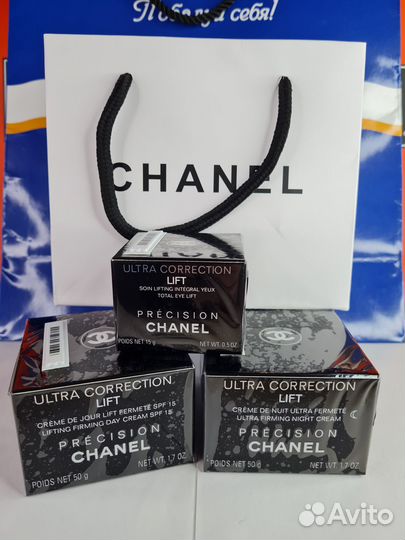 Побалуй себя!
CHANEL
ULTRA CORRECTION
LIFT
SOIN LIFTING INTÉGRAL YEUX
TOTAL EYE LIFT
PRÉCISION
CHANEL
POIDS NET 15 g NET WT. 0.5 OZ.
ULTRA CORRECTION
LIFT
CRÈME DE JOUR LIFT FERMETÉ SPF 15
LIFTING FIRMING DAY CREAM SPF 15
PRÉCISION
CHANEL
POIDS NET 50 g NET WT. 1.7 OZ.
ULTRA CORRECTION
LIFT
CRÈME DE NUIT ULTRA FERMETÉ
ULTRA FIRMING NIGHT CREAM
PRÉCISION
CHANEL
POIDS NET 50 g NET WT. 1.7 OZ.
Avito